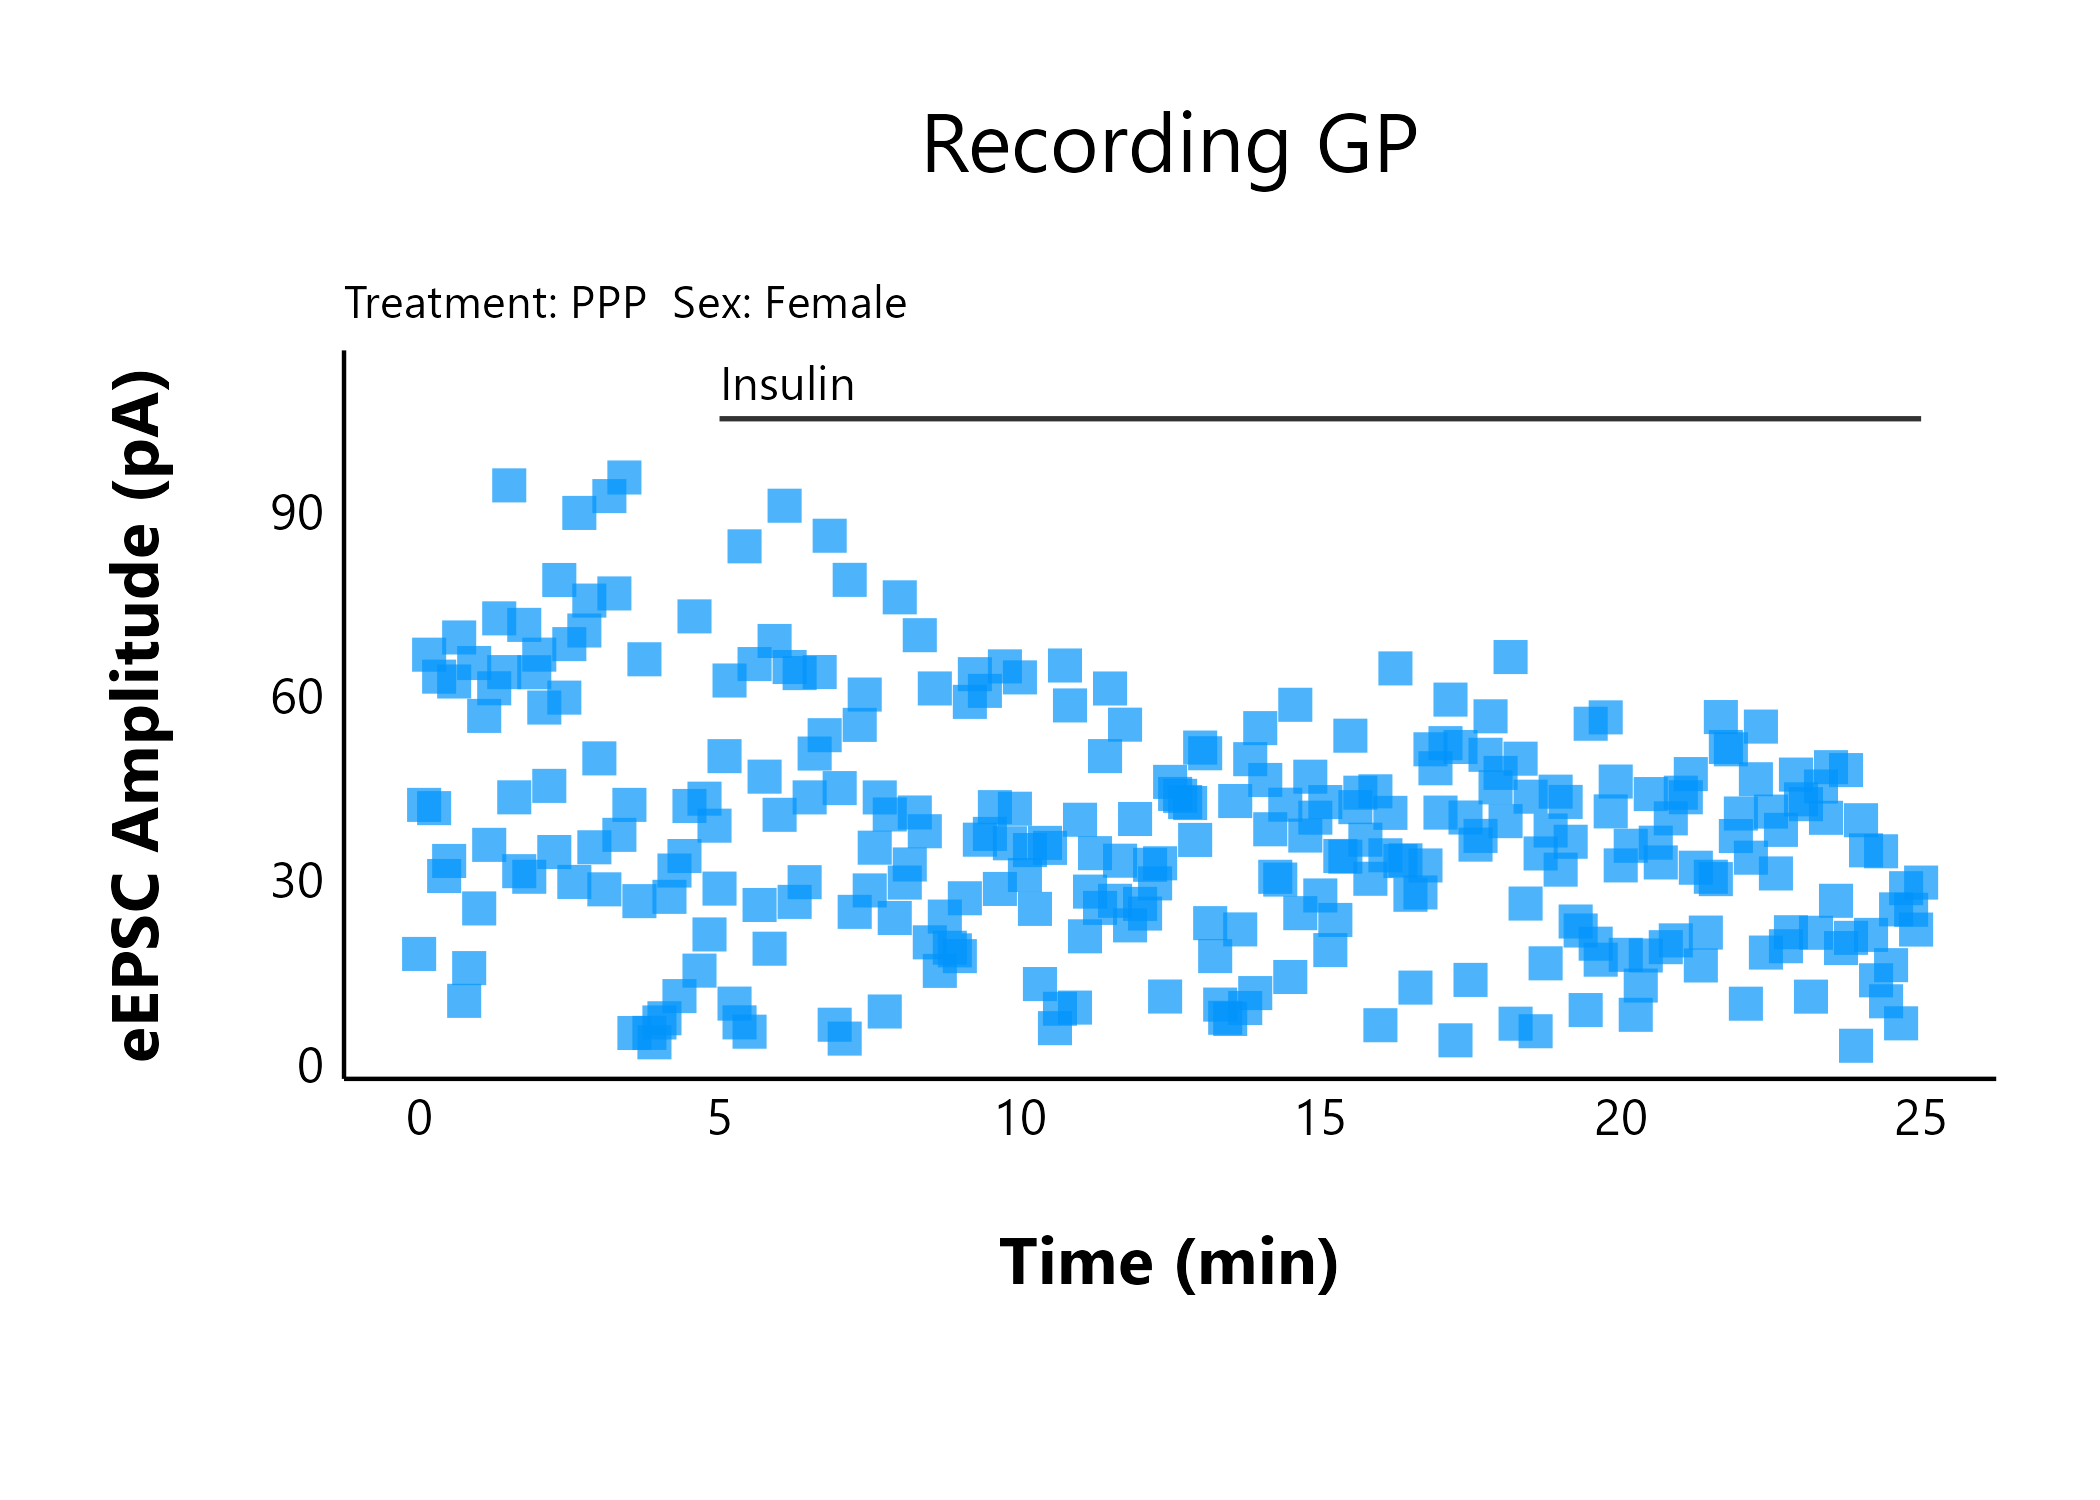 Recording GP
Treatment: PPP  Sex: Female
Insulin
eEPSC Amplitude (pA)
90
60
30
0
0 5 10 15 20 25
Time (min)